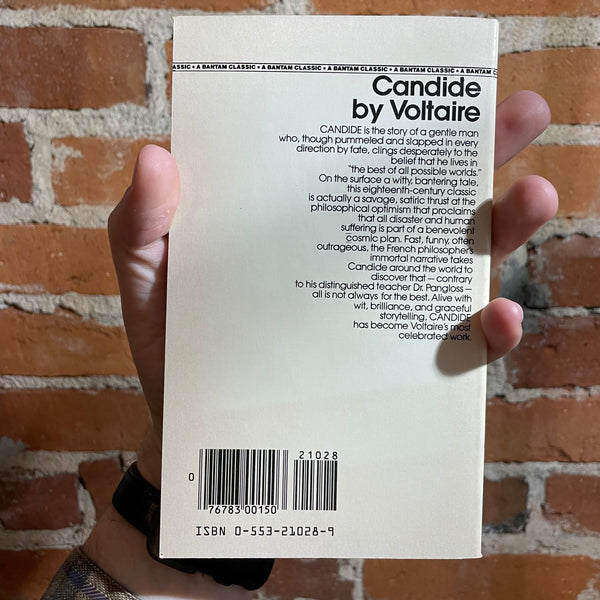 CLASSIC • A BANTAM CLASSIC • A BANTAM CLASSIC • A BANTAM CLASSIC • A BANTAM CLASSIC • A BANTAM
Candide
by Voltaire
CANDIDE is the story of a gentle man
who, though pummeled and slapped in every
direction by fate, clings desperately to the
belief that he lives in
"the best of all possible worlds."
On the surface a witty, bantering tale,
this eighteenth-century classic
is actually a savage, satiric thrust at the
philosophical optimism that proclaims
that all disaster and human
suffering is part of a benevolent
cosmic plan. Fast, funny, often
outrageous, the French philosopher's
immortal narrative takes
Candide around the world to
discover that — contrary
to his distinguished teacher Dr. Pangloss —
all is not always for the best. Alive with
wit, brilliance, and graceful
storytelling, CANDIDE
has become Voltaire's most
celebrated work.
21028
0
76783 00150
ISBN 0-553-21028-9